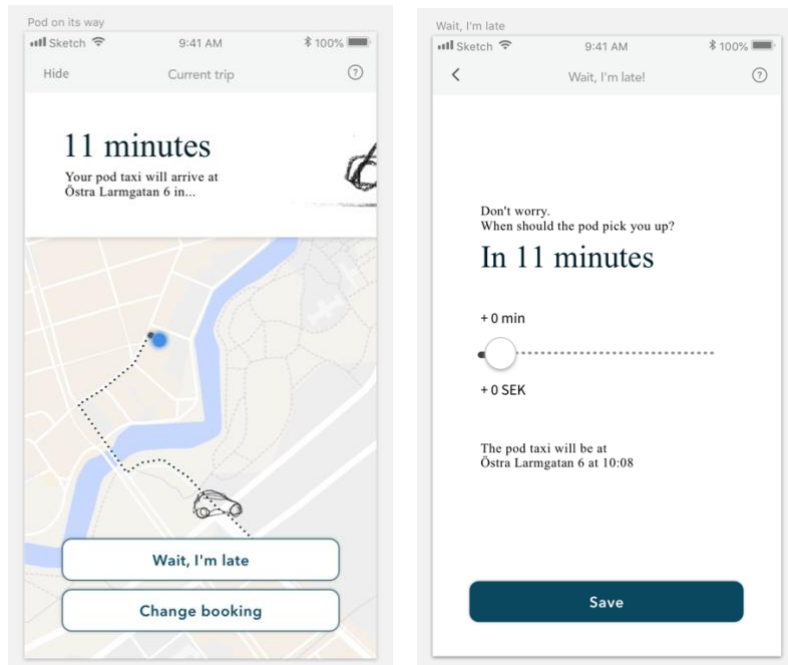 Pod on its way
Sketch 9:41 AM 100%
Hide Current trip ?
11 minutes
Your pod taxi will arrive at
Östra Larmgatan 6 in...
Wait, I'm late
Change booking
Wait, I'm late
Sketch 9:41 AM 100%
Wait, I'm late! ?
Don't worry.
When should the pod pick you up?
In 11 minutes
+ 0 min
+ 0 SEK
The pod taxi will be at
Östra Larmgatan 6 at 10:08
Save